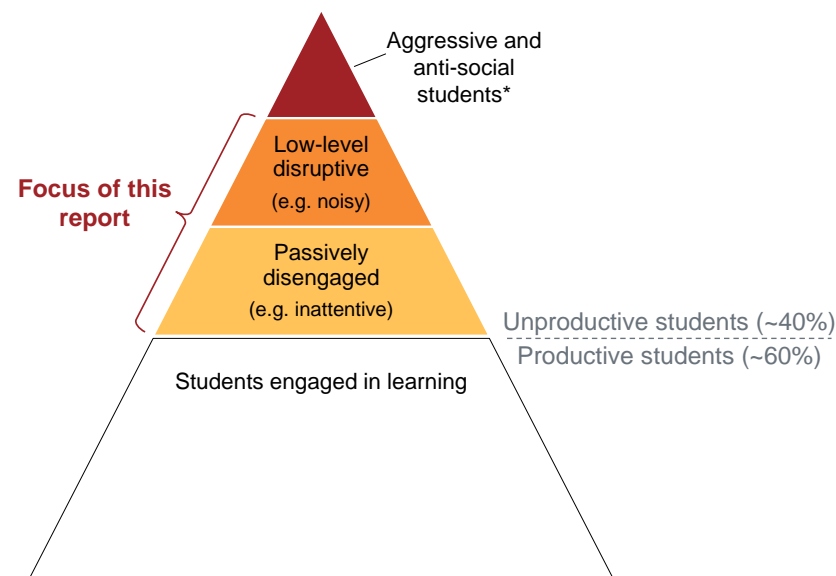 Aggressive and
anti-social
students*
Low-level
disruptive
(e.g. noisy)
Focus of this
report
Passively
disengaged
(e.g. inattentive)
Unproductive students (~40%)
Productive students (~60%)
Students engaged in learning